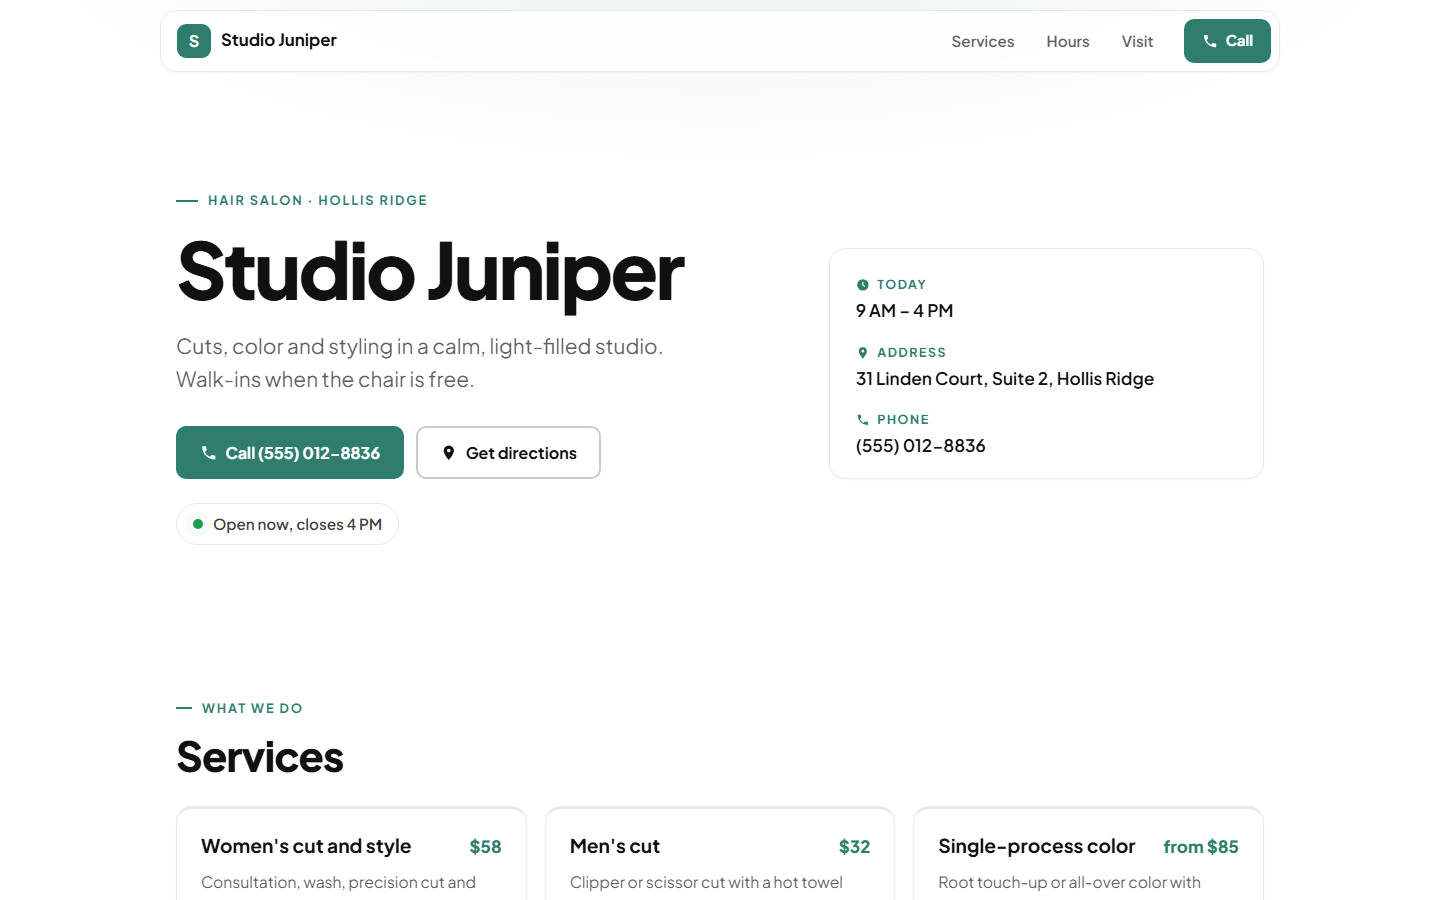 S
Studio Juniper
Services
Hours
Visit
Call
HAIR SALON · HOLLIS RIDGE
Studio Juniper
Cuts, color and styling in a calm, light-filled studio.
Walk-ins when the chair is free.
Call (555) 012-8836
Get directions
Open now, closes 4 PM
TODAY
9 AM – 4 PM
ADDRESS
31 Linden Court, Suite 2, Hollis Ridge
PHONE
(555) 012-8836
WHAT WE DO
Services
Women's cut and style
$58
Consultation, wash, precision cut and
Men's cut
$32
Clipper or scissor cut with a hot towel
Single-process color
from $85
Root touch-up or all-over color with